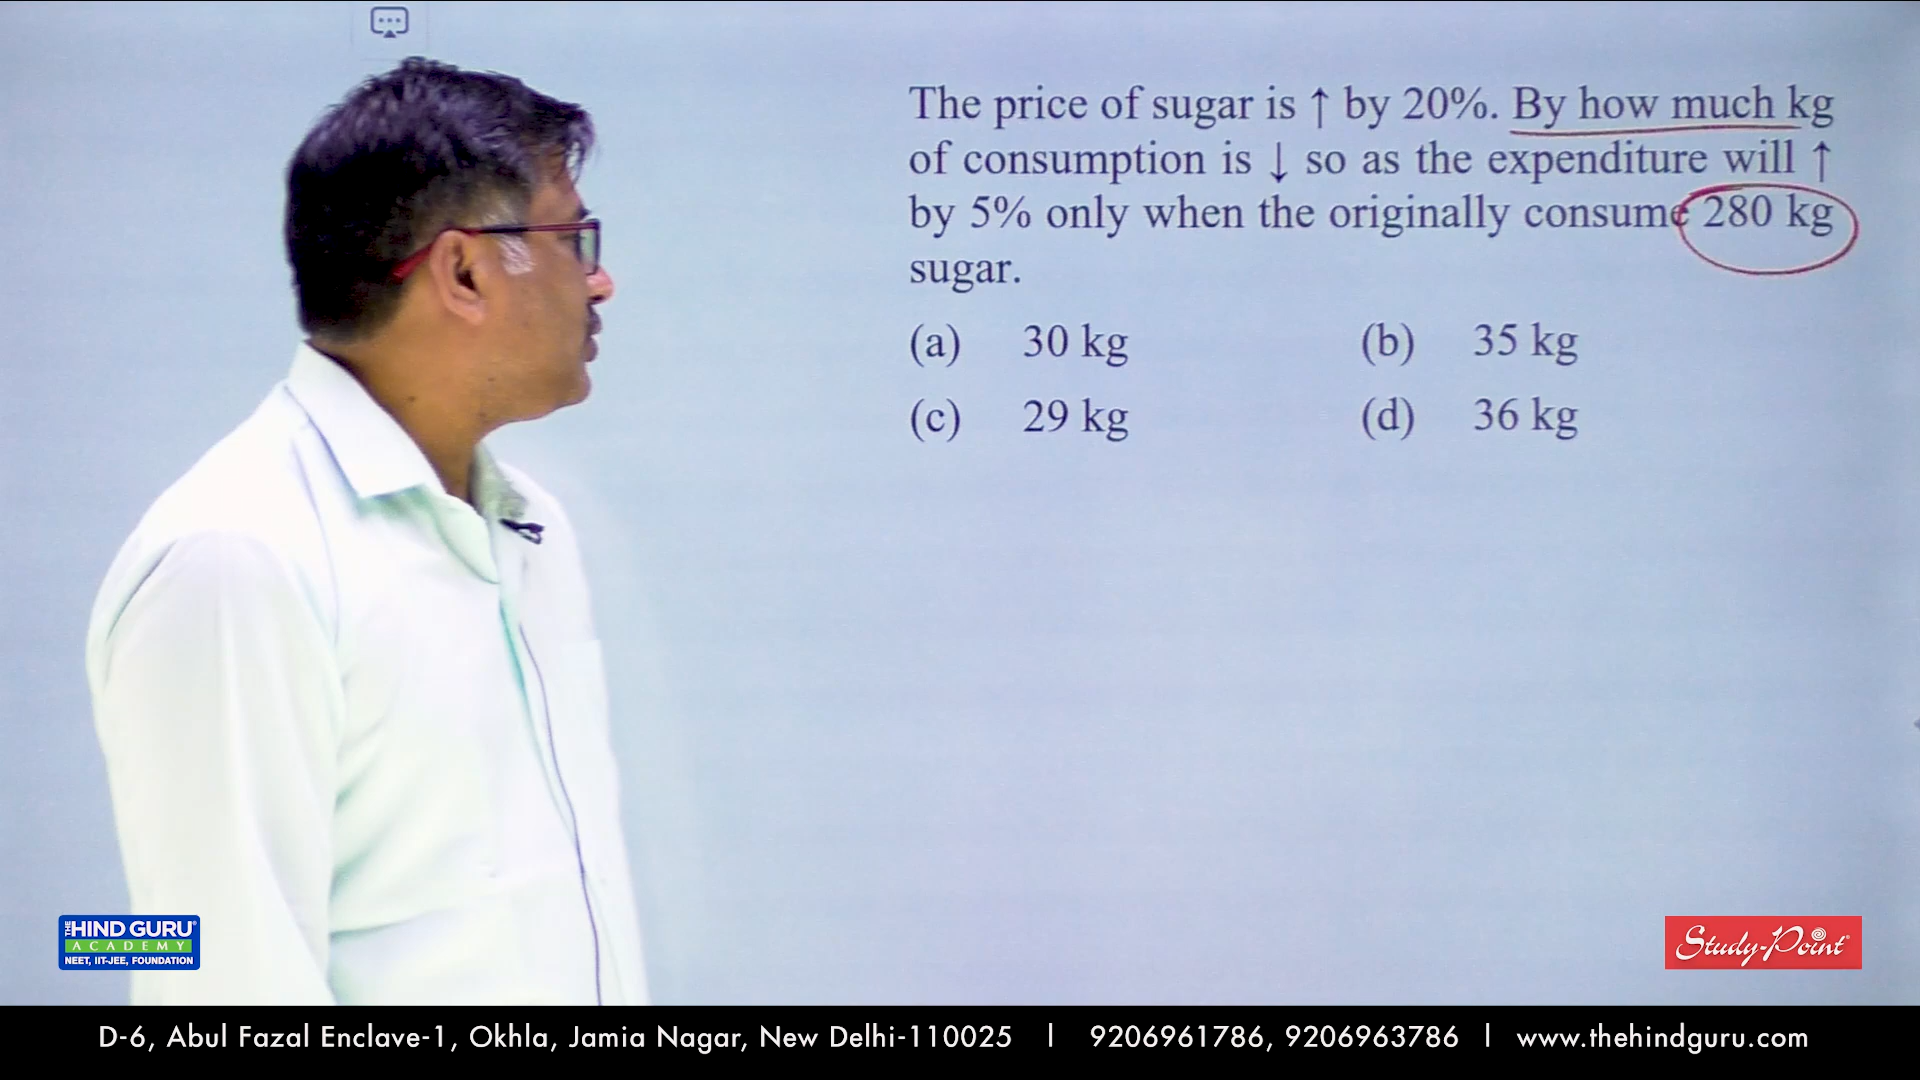 The price of sugar is ↑ by 20%. By how much kg
of consumption is ↓ so as the expenditure will ↑
by 5% only when the originally consume 280 kg
sugar.
(a) 30 kg (b) 35 kg
(c) 29 kg (d) 36 kg
THE HIND GURU
ACADEMY
NEET, IIT-JEE, FOUNDATION
Study-Point
D-6, Abul Fazal Enclave-1, Okhla, Jamia Nagar, New Delhi-110025 | 9206961786, 9206963786 | www.thehindguru.com